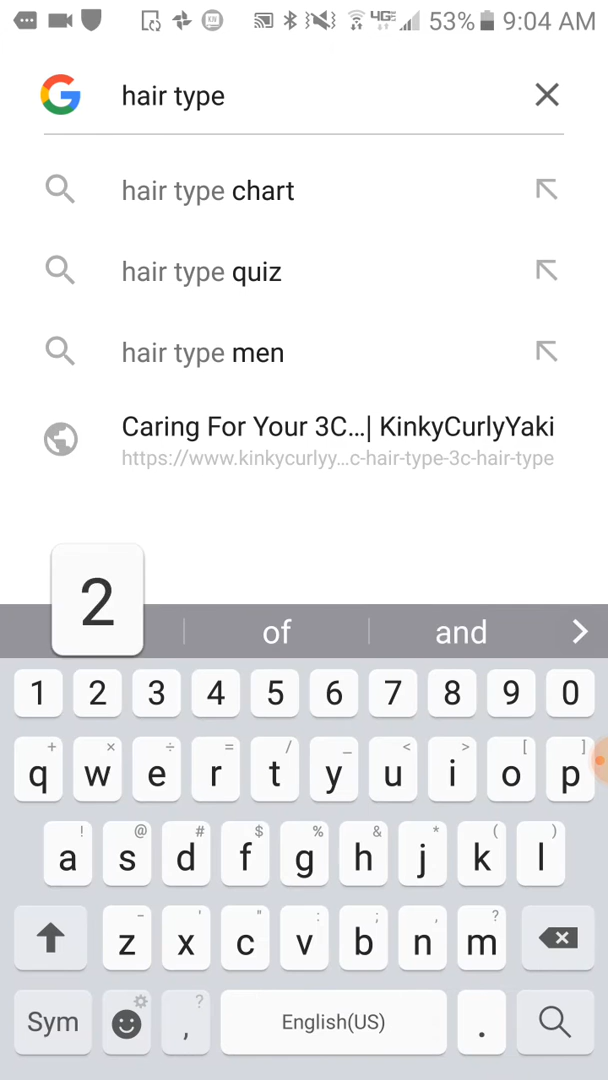 4GE 53% 9:04 AM
hair type
hair type chart
hair type quiz
hair type men
Caring For Your 3C...| KinkyCurlyYaki
https://www.kinkycurlyy...c-hair-type-3c-hair-type
2
of and
1 2 3 4 5 6 7 8 9 0
+ × ÷ = / _ < > [ ]
q w e r t y u i o p
! @ # $ % & * ( )
a s d f g h j k l
- ' " : ; , ?
z x c v b n m
?
Sym , English(US) .